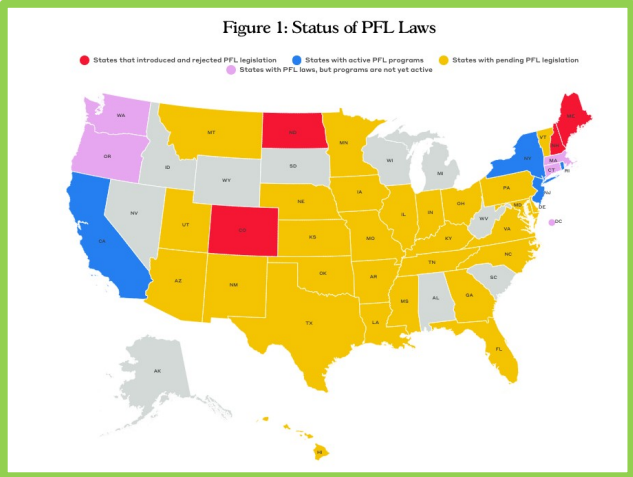 Figure 1: Status of PFL Laws
States that introduced and rejected PFL legislation
States with active PFL programs
States with pending PFL legislation
States with PFL laws, but programs are not yet active
WA
MT
ND
MN
VT
ME
OR
ID
SD
WI
MI
NY
NH
MA
CT
RI
WY
IA
PA
NJ
NV
NE
IL
IN
OH
MD
DE
UT
CO
WV
DC
CA
KS
MO
KY
VA
AZ
NM
OK
AR
TN
NC
SC
MS
AL
GA
TX
LA
FL
AK
HI